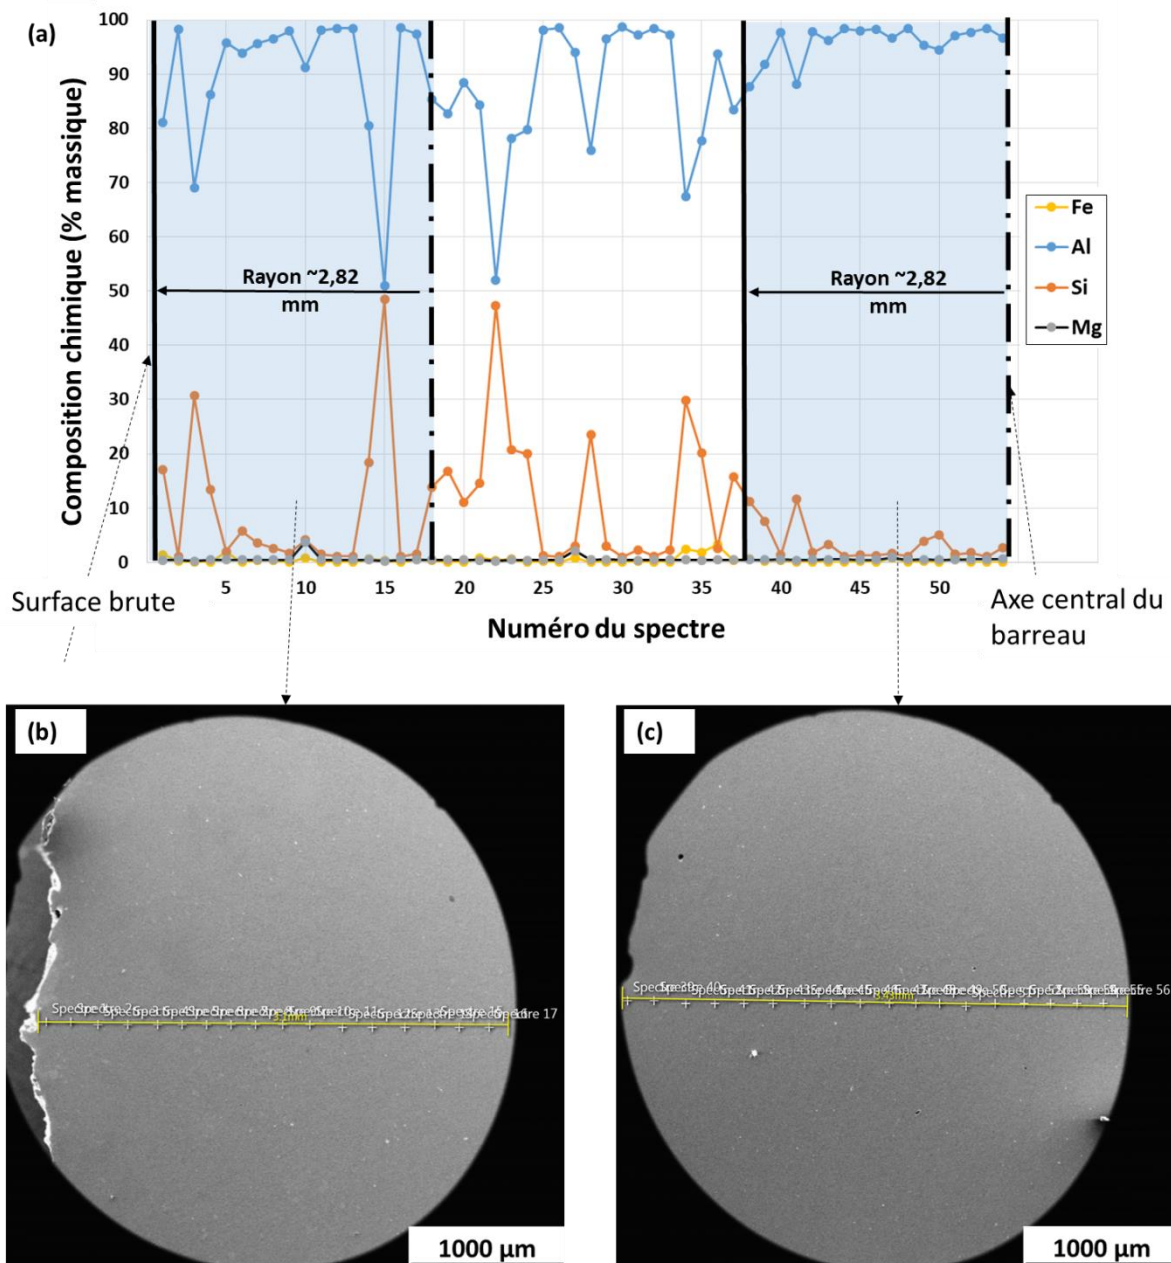 (a)
100
90
80
70
60
50
40
30
20
10
0
Composition chimique (% massique)
Rayon ~2,82
mm
Rayon ~2,82
mm
Fe
Al
Si
Mg
5 10 15 20 25 30 35 40 45 50
Numéro du spectre
Surface brute
Axe central du
barreau
(b)
(c)
1000 µm
1000 µm